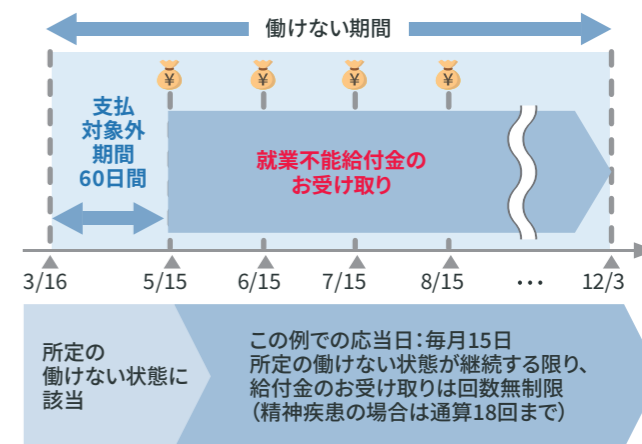 働けない期間
¥ ¥ ¥ ¥
支払
対象外
期間
60日間
就業不能給付金の
お受け取り
3/16 5/15 6/15 7/15 8/15 … 12/3
所定の
働けない状態に
該当
この例での応当日：毎月15日
所定の働けない状態が継続する限り、
給付金のお受け取りは回数無制限
（精神疾患の場合は通算18回まで）